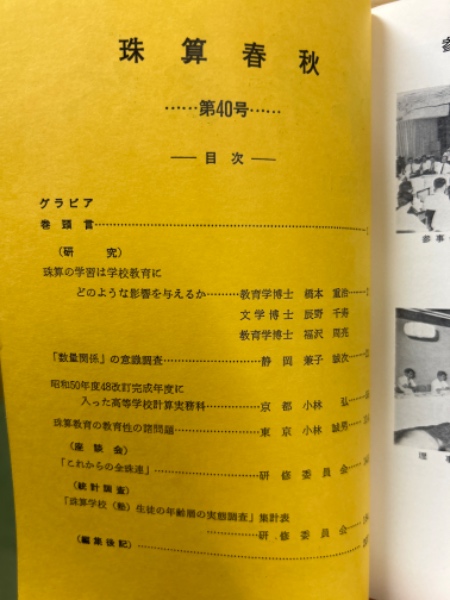 珠算春秋
……第40号……
― 目次 ―
グラビア
巻頭言……1
(研究)
珠算の学習は学校教育に
どのような影響を与えるか……教育学博士 橋本重治……2
文学博士 辰野千寿
教育学博士 福沢周亮
「数量関係」の意識調査……静岡 兼子誠次……
昭和50年度48改訂完成年度に
入った高等学校計算実務科……京都 小林弘……
珠算教育の教育性の諸問題……東京 小林誠男……
(座談会)
「これからの全珠連」……研修委員会……
(統計調査)
「珠算学校(塾)生徒の年齢層の実態調査」集計表
……研修委員会……
(編集後記)……
参事
理事